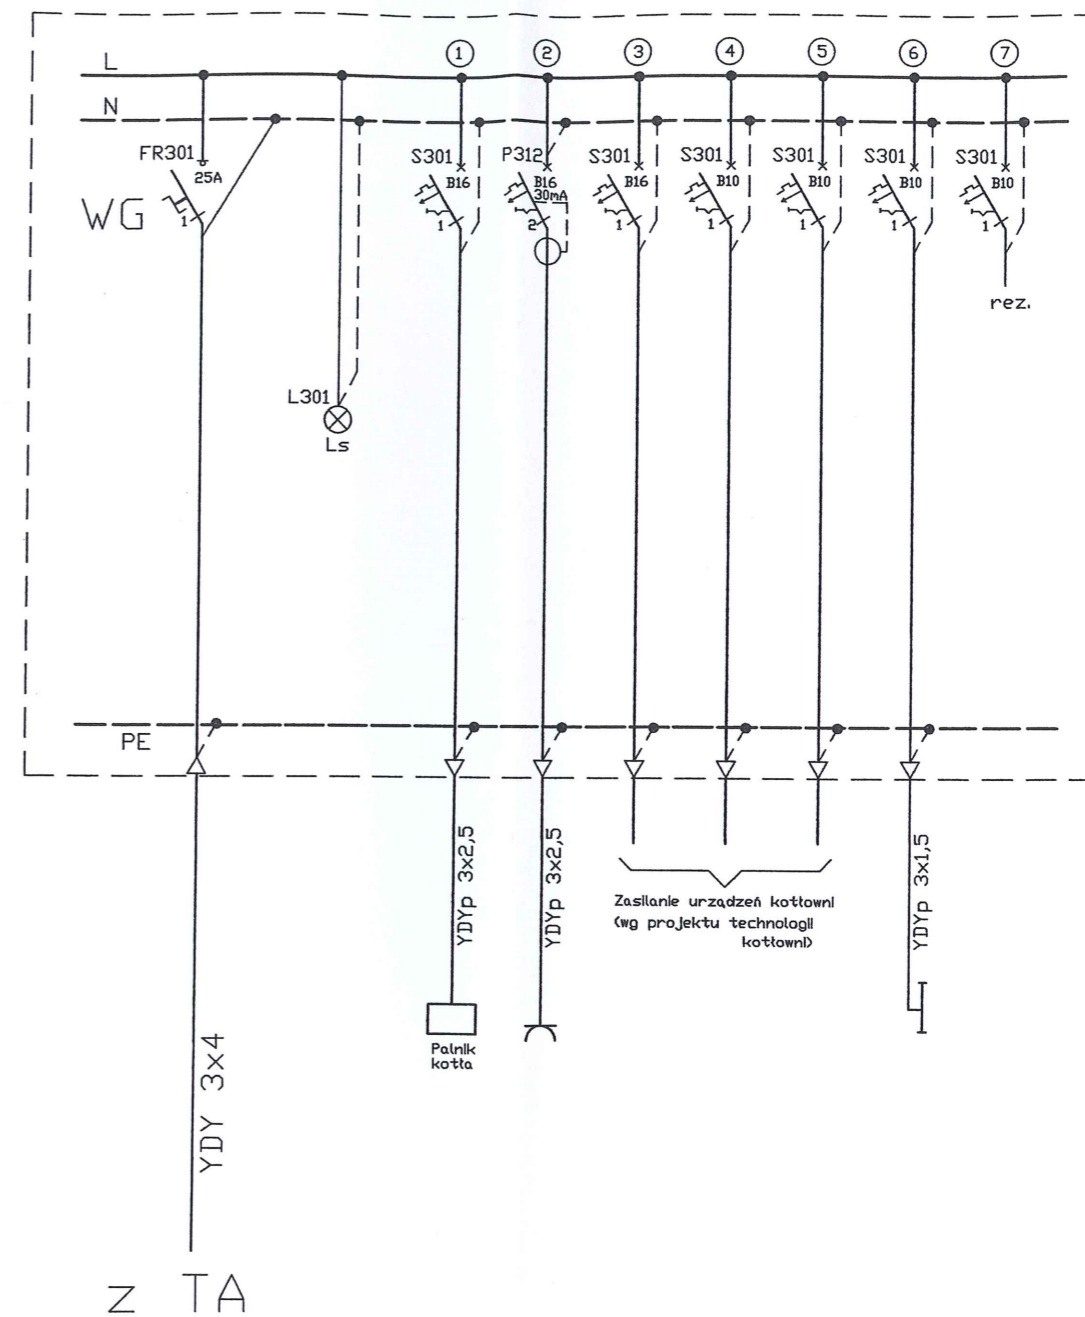 L
1
2
3
4
5
6
7
N
FR301
25A
WG
1
S301
B16
1
P312
B16
30mA
2
S301
B16
1
S301
B10
1
S301
B10
1
S301
B10
1
S301
B10
1
rez.
L301
Ls
PE
YDYp 3x2,5
YDYp 3x2,5
Zasilanie urządzeń kotłowni
(wg projektu technologii
kotłowni)
YDYp 3x1,5
Palnik
kotła
YDY 3x4
z TA